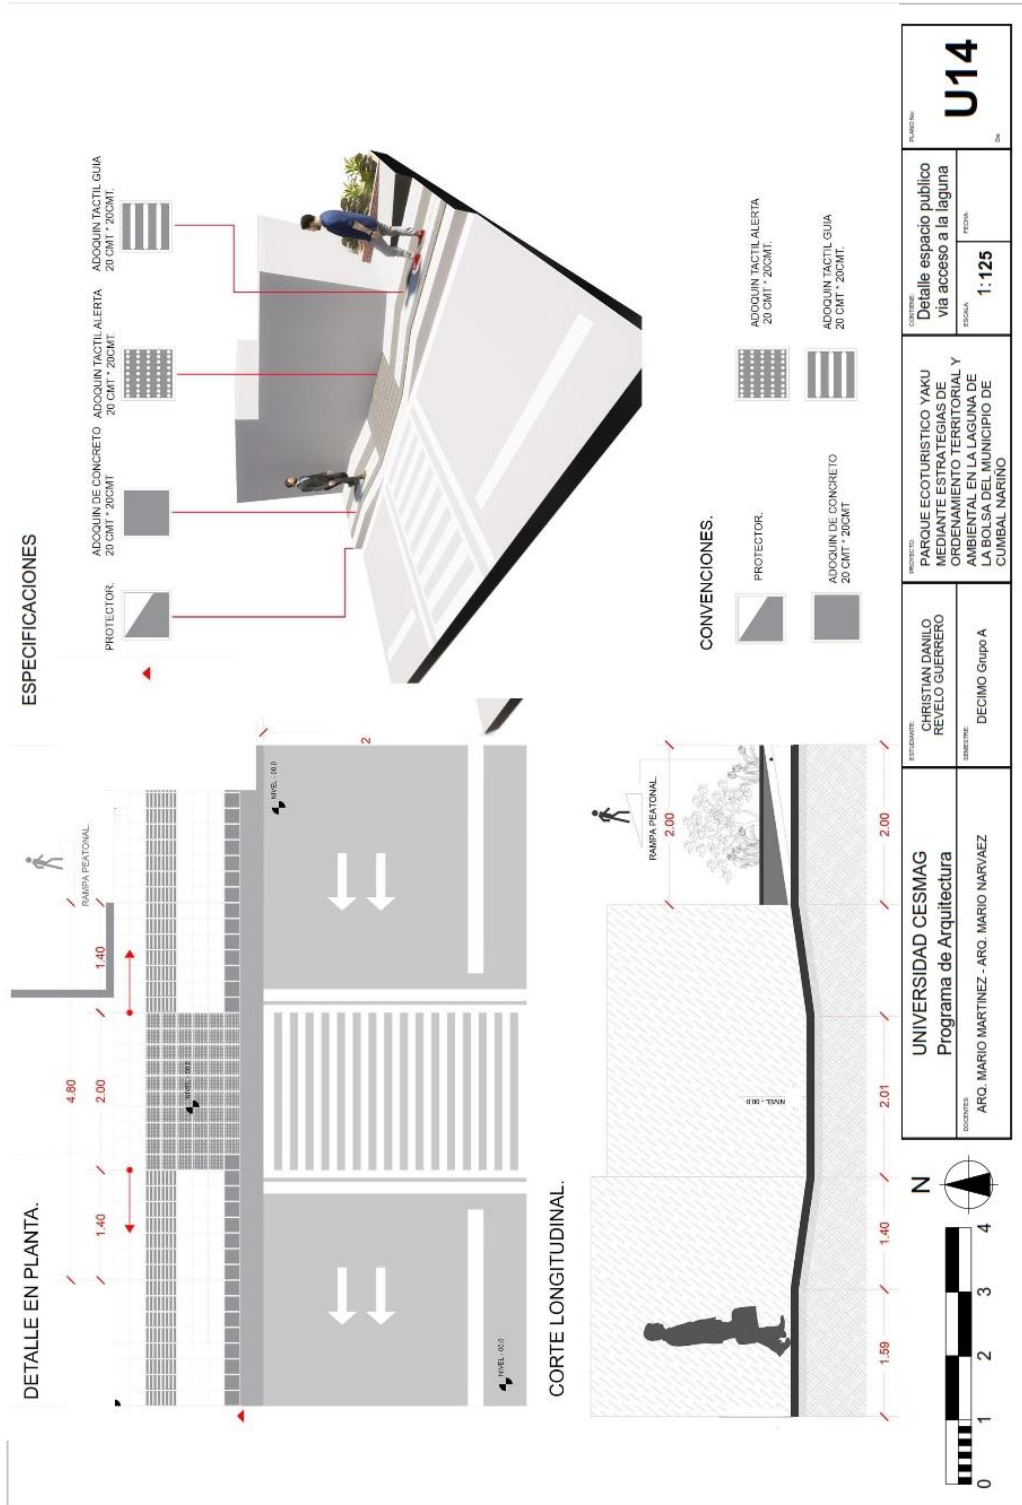 DETALLE EN PLANTA.
4.80
1.40
2.00
1.40
RAMPA PEATONAL.
NIVEL - 00.0
NIVEL - 00.0
NIVEL - 00.0
2
ESPECIFICACIONES
PROTECTOR.
ADOQUIN DE CONCRETO
20 CMT * 20CMT
ADOQUIN TACTIL ALERTA
20 CMT * 20CMT.
ADOQUIN TACTIL GUIA
20 CMT * 20CMT.
CORTE LONGITUDINAL.
RAMPA PEATONAL.
2.00
NIVEL - 00.0
1.59
1.40
2.01
2.00
CONVENCIONES.
PROTECTOR.
ADOQUIN TACTIL ALERTA
20 CMT * 20CMT.
ADOQUIN DE CONCRETO
20 CMT * 20CMT
ADOQUIN TACTIL GUIA
20 CMT * 20CMT.
0 1 2 3 4
N
UNIVERSIDAD CESMAG
Programa de Arquitectura
DOCENTES:
ARQ. MARIO MARTINEZ - ARQ. MARIO NARVAEZ
ESTUDIANTE:
CHRISTIAN DANILO
REVELO GUERRERO
SEMESTRE:
DECIMO Grupo A
PROYECTO:
PARQUE ECOTURISTICO YAKU
MEDIANTE ESTRATEGIAS DE
ORDENAMIENTO TERRITORIAL Y
AMBIENTAL EN LA LAGUNA DE
LA BOLSA DEL MUNICIPIO DE
CUMBAL NARIÑO
CONTIENE:
Detalle espacio publico
via acceso a la laguna
ESCALA:
1:125
FECHA:
PLANO No:
U14
De